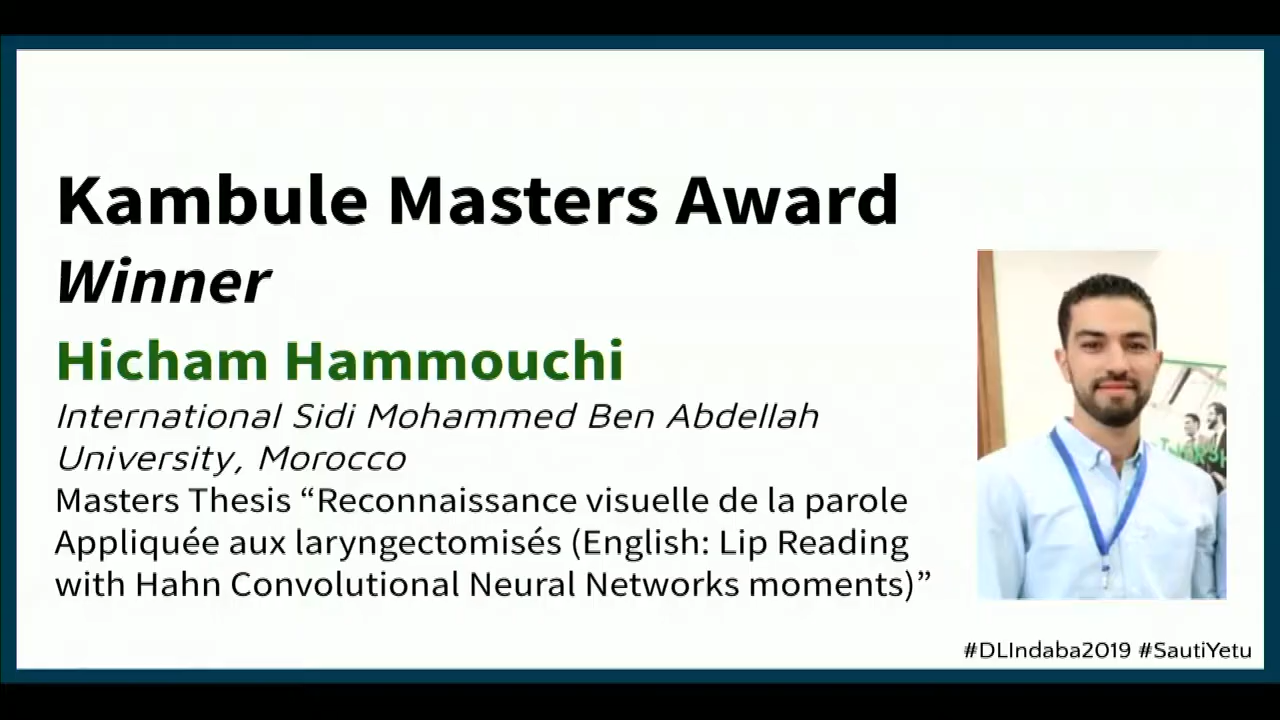 Kambule Masters Award
Winner
Hicham Hammouchi
International Sidi Mohammed Ben Abdellah
University, Morocco
Masters Thesis “Reconnaissance visuelle de la parole
Appliquée aux laryngectomisés (English: Lip Reading
with Hahn Convolutional Neural Networks moments)”
#DLIndaba2019 #SautiYetu